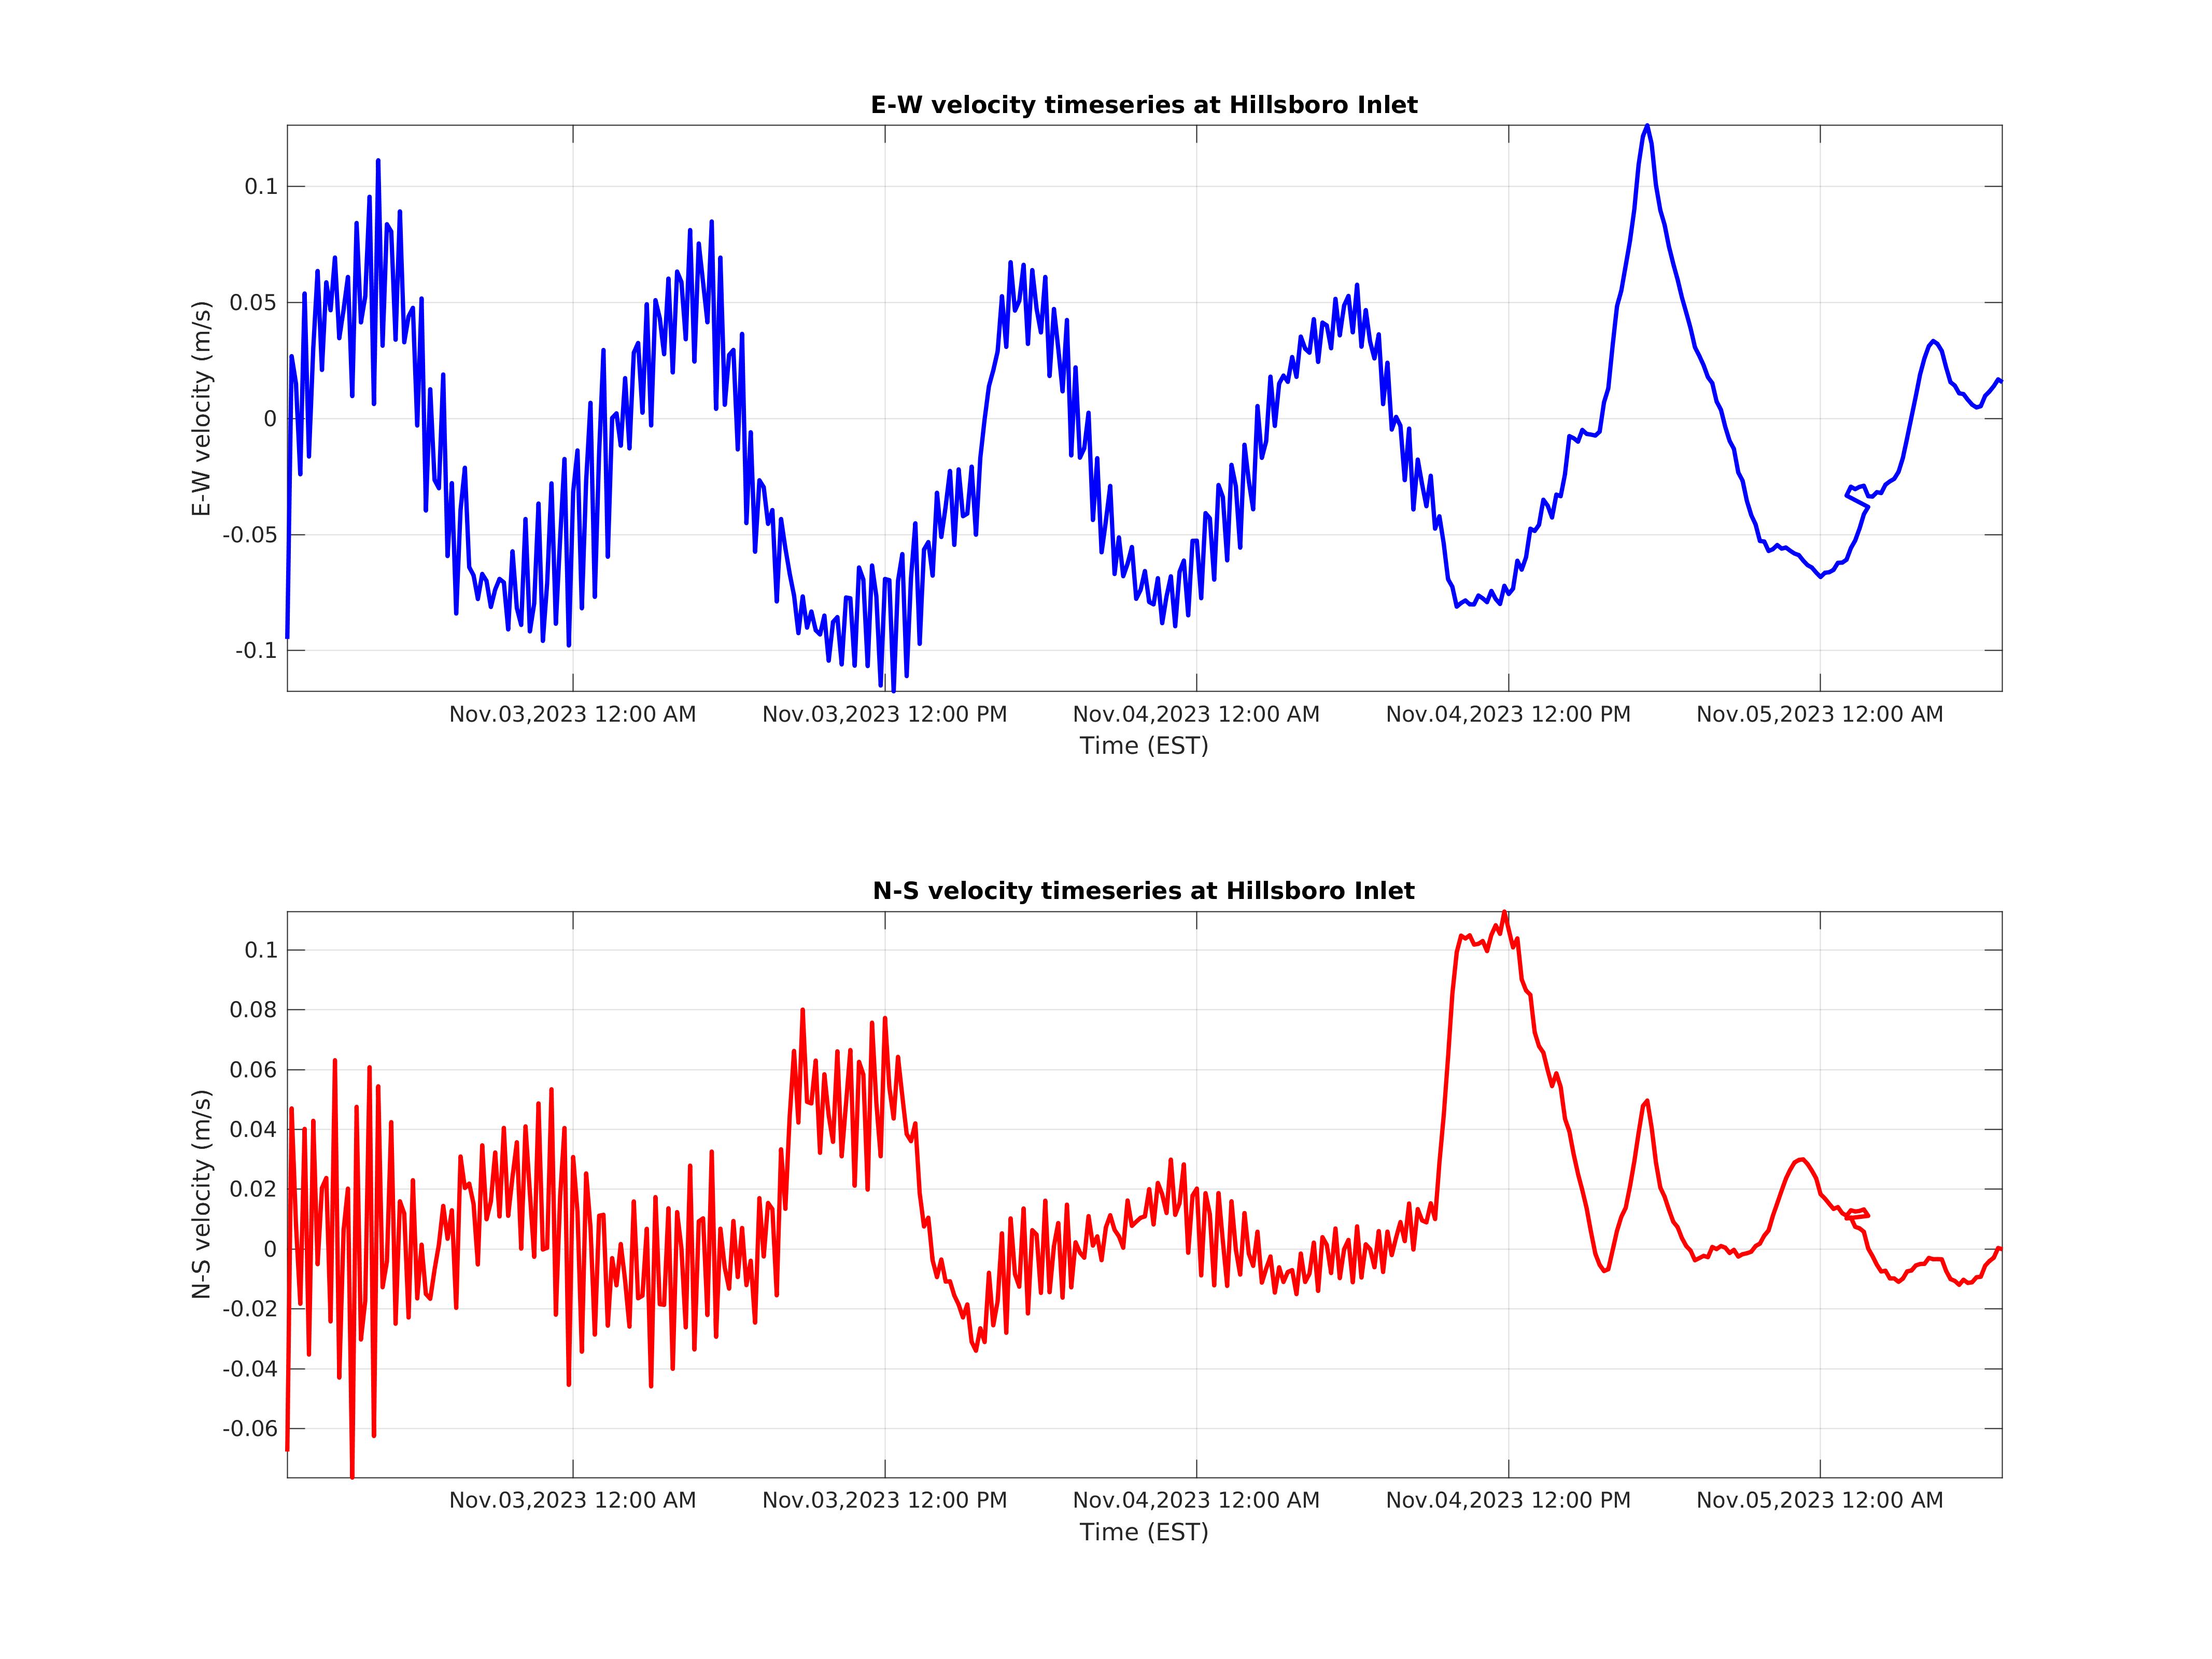 E-W velocity timeseries at Hillsboro Inlet
0.1
0.05
0
-0.05
-0.1
E-W velocity (m/s)
Nov.03,2023 12:00 AM Nov.03,2023 12:00 PM Nov.04,2023 12:00 AM Nov.04,2023 12:00 PM Nov.05,2023 12:00 AM
Time (EST)
N-S velocity timeseries at Hillsboro Inlet
0.1
0.08
0.06
0.04
0.02
0
-0.02
-0.04
-0.06
N-S velocity (m/s)
Nov.03,2023 12:00 AM Nov.03,2023 12:00 PM Nov.04,2023 12:00 AM Nov.04,2023 12:00 PM Nov.05,2023 12:00 AM
Time (EST)